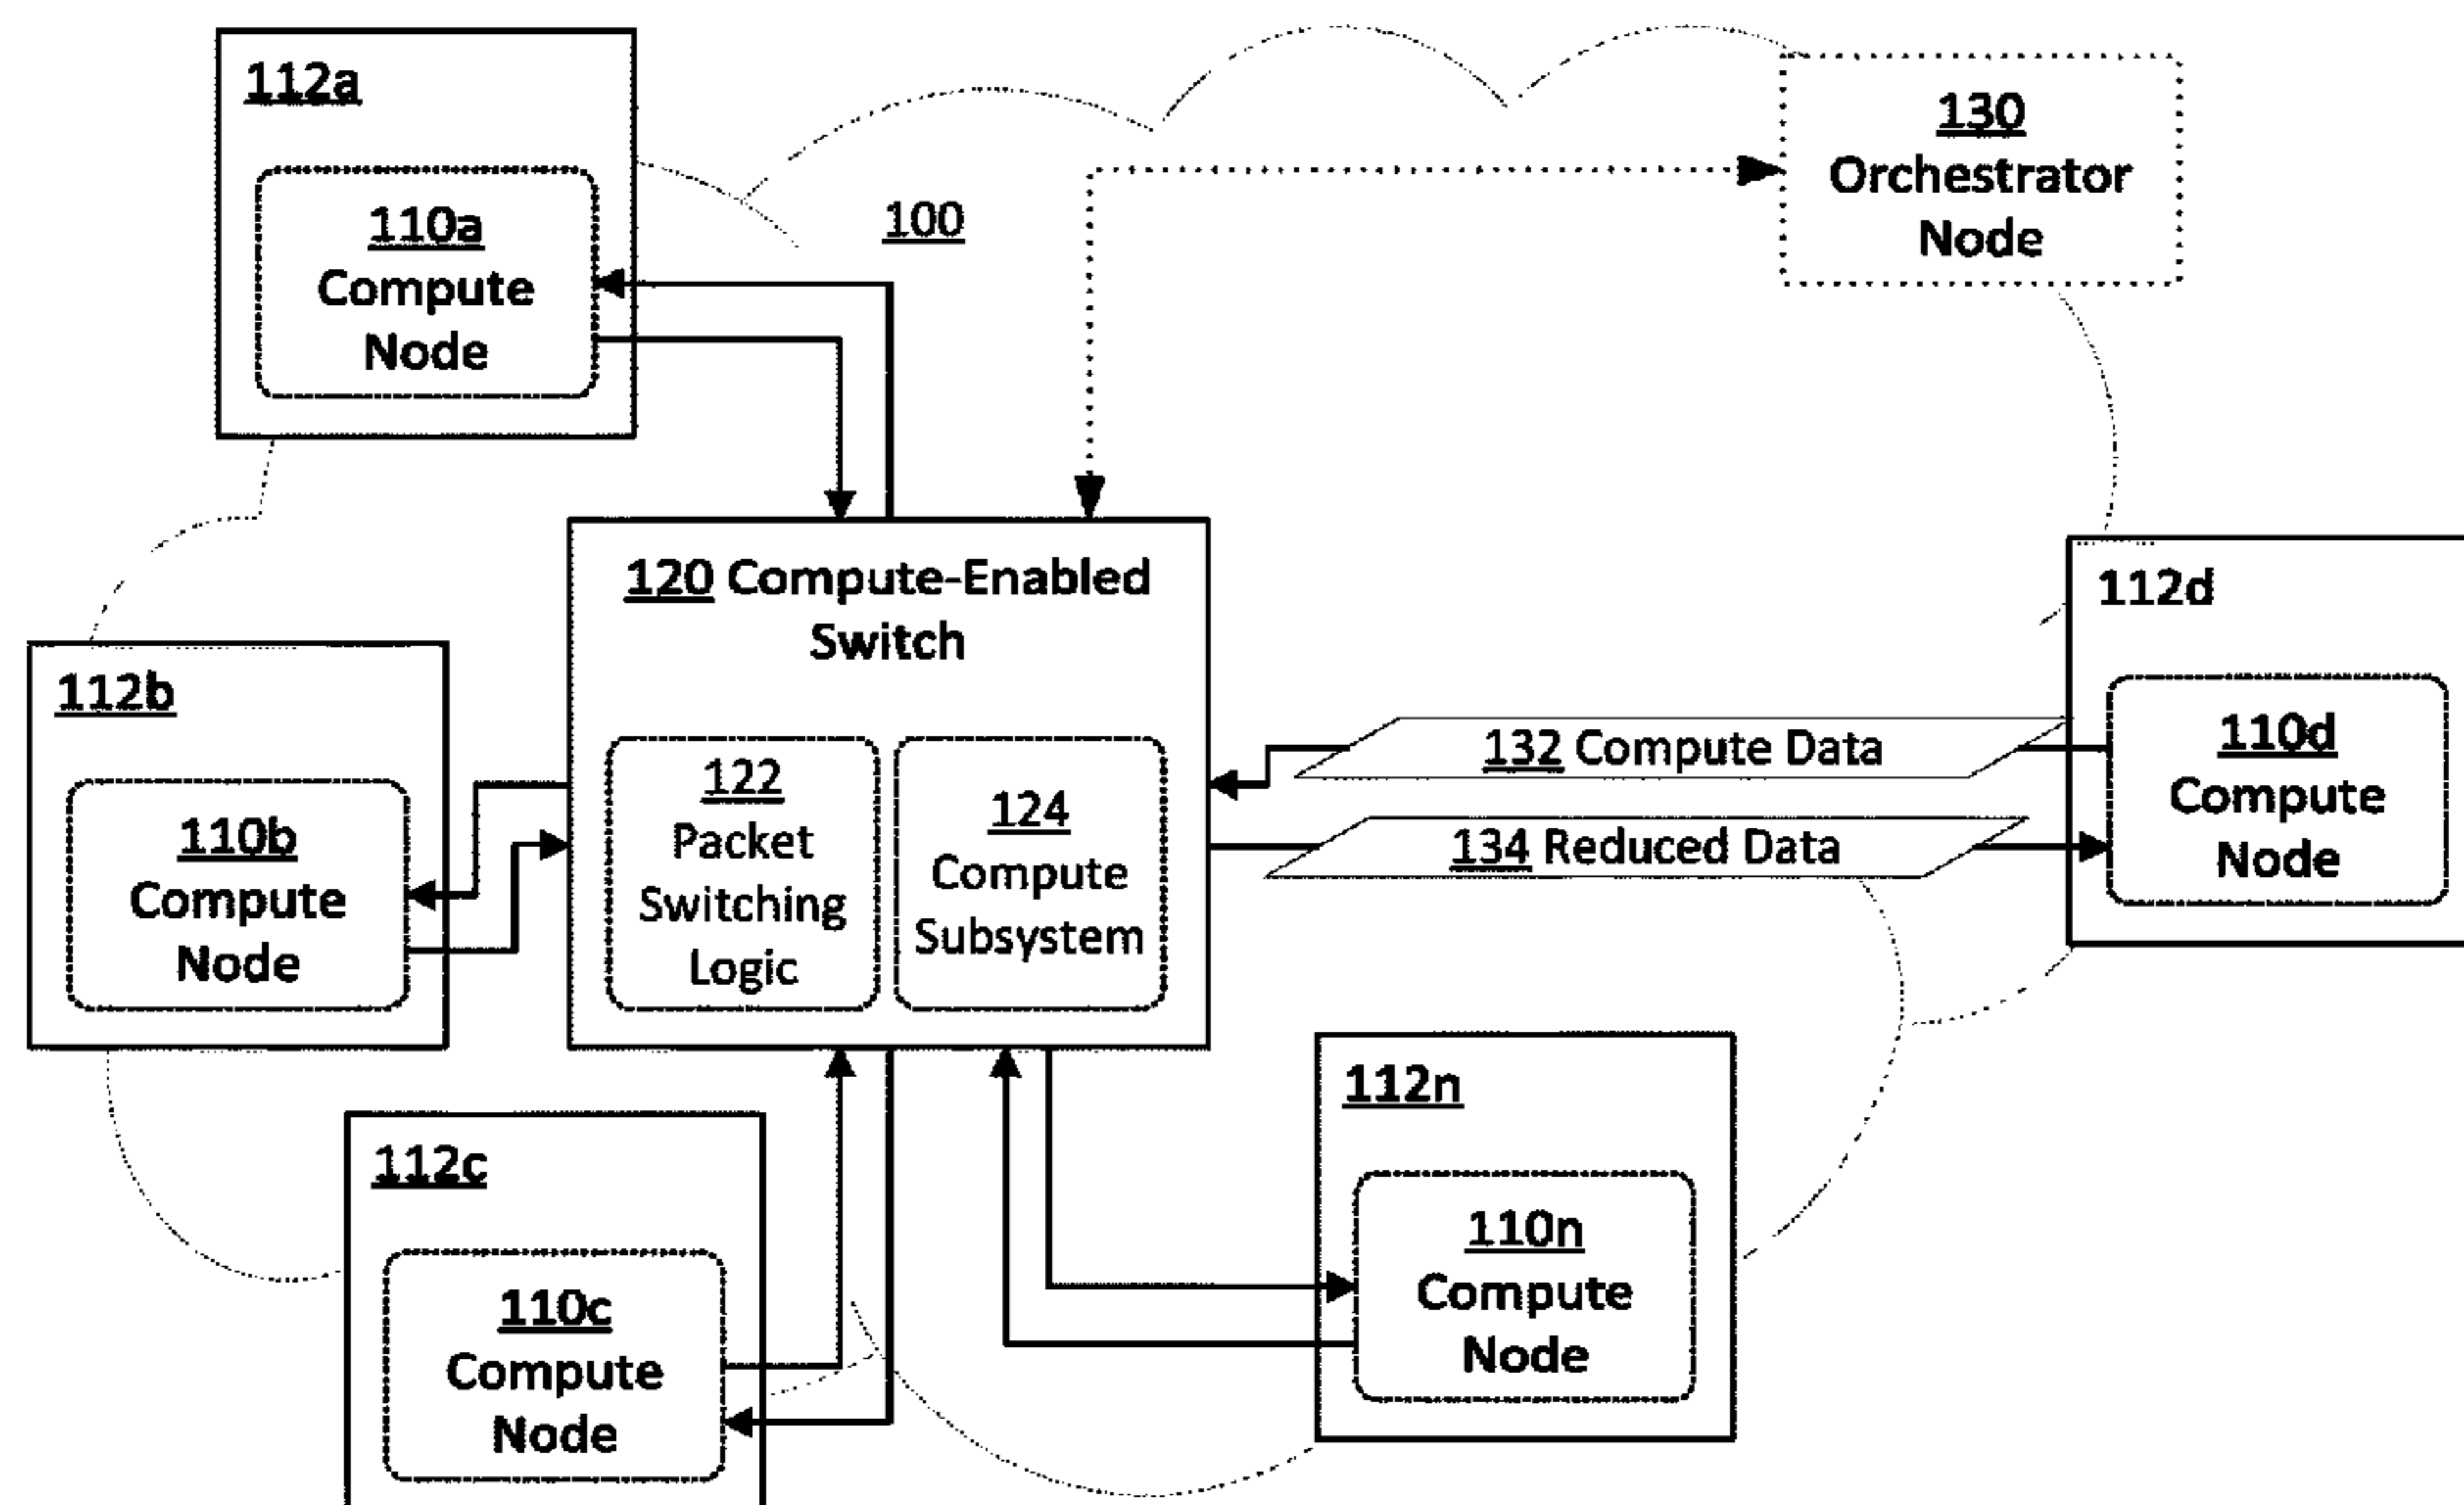 112a
110a
Compute
Node
100
130
Orchestrator
Node
120 Compute-Enabled
Switch
122
Packet
Switching
Logic
124
Compute
Subsystem
112b
110b
Compute
Node
132 Compute Data
134 Reduced Data
112d
110d
Compute
Node
112c
110c
Compute
Node
112n
110n
Compute
Node